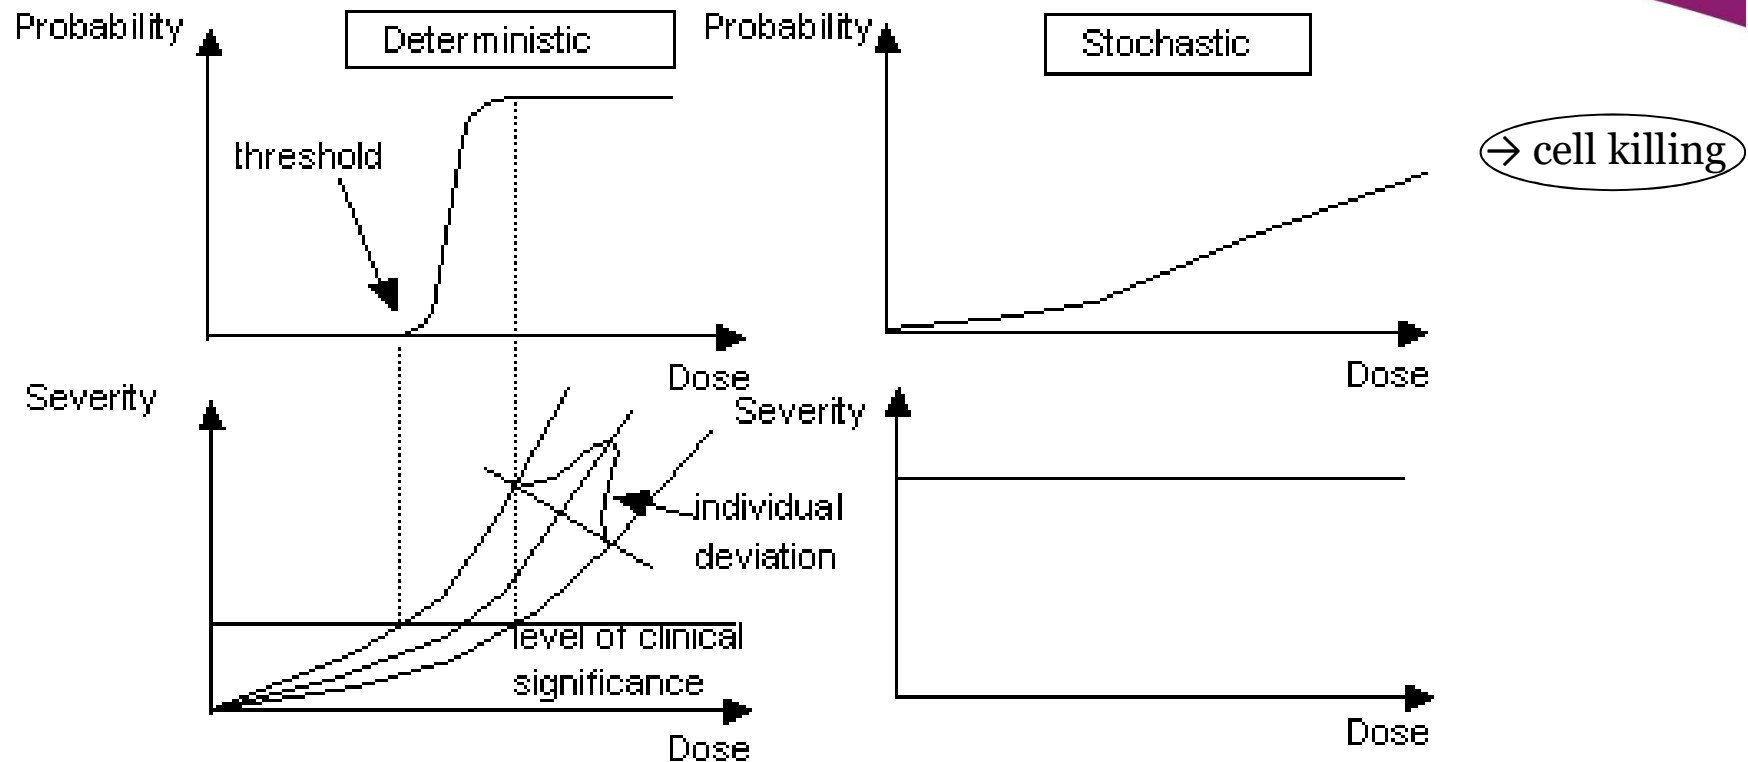 Probability
Deterministic
threshold
Dose
Probability
Stochastic
→ cell killing
Dose
Severity
individual
deviation
level of clinical
significance
Dose
Severity
Dose